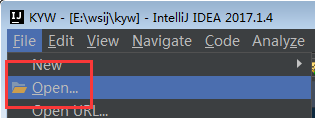 KYW - [E:\wsij\kyw] - IntelliJ IDEA 2017.1.4
File Edit View Navigate Code Analyze
New
Open...
Open URL...